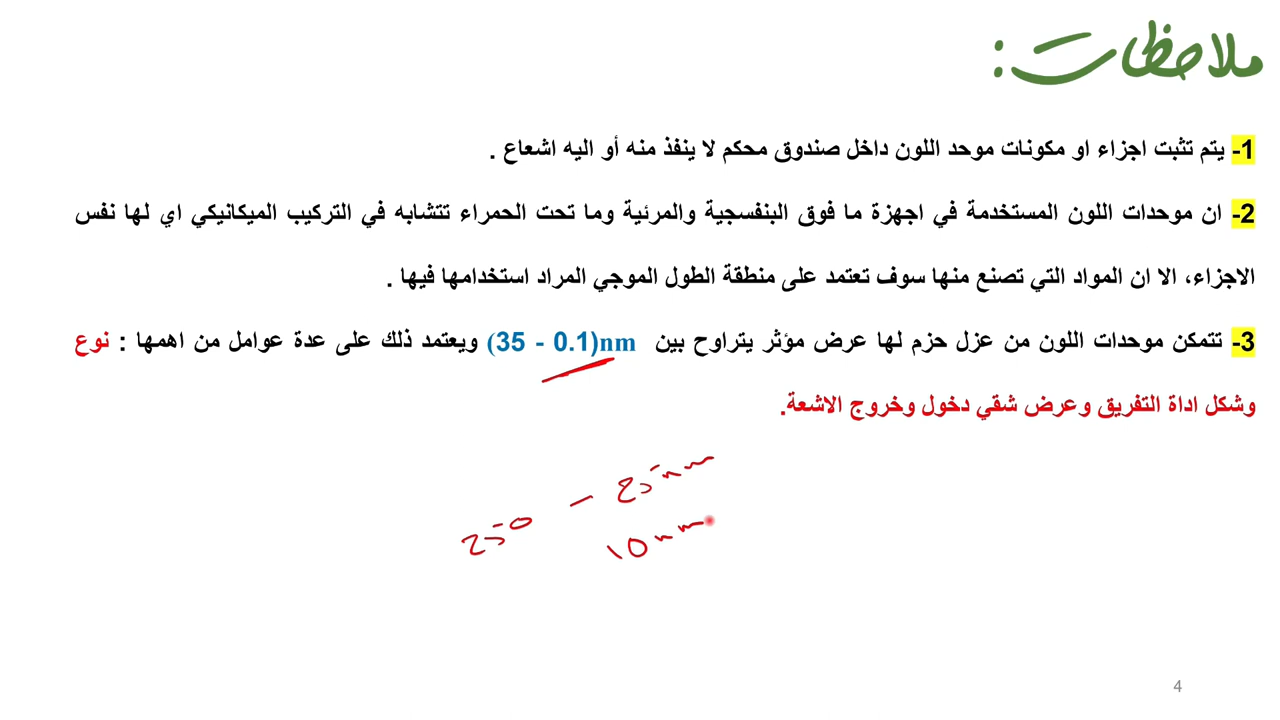 ملاحظات:
1- يتم تثبت اجزاء او مكونات موحد اللون داخل صندوق محكم لا ينفذ منه أو اليه اشعاع .
2- ان موحدات اللون المستخدمة في اجهزة ما فوق البنفسجية والمرئية وما تحت الحمراء تتشابه في التركيب الميكانيكي اي لها نفس
الاجزاء، الا ان المواد التي تصنع منها سوف تعتمد على منطقة الطول الموجي المراد استخدامها فيها .
3- تتمكن موحدات اللون من عزل حزم لها عرض مؤثر يتراوح بين (35 - 0.1)nm ويعتمد ذلك على عدة عوامل من اهمها : نوع
وشكل اداة التفريق وعرض شقي دخول وخروج الاشعة.
250 - 25nm
10nm
4